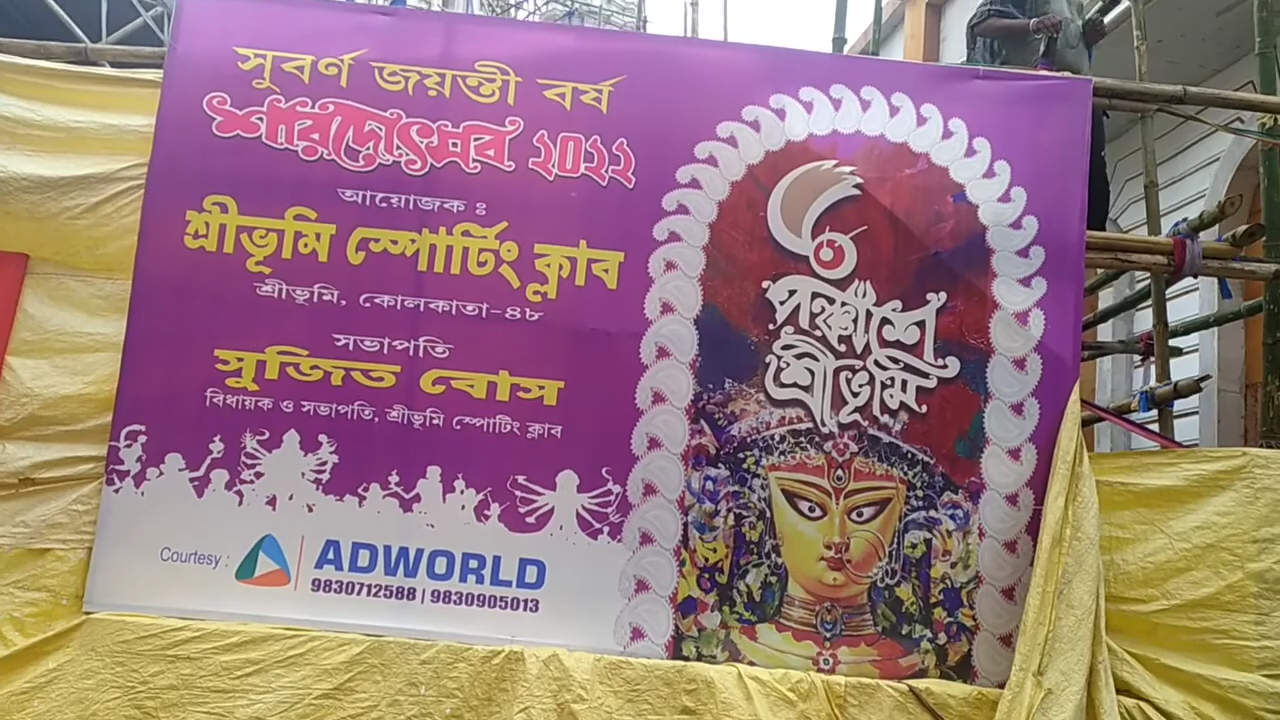 সুবর্ণ জয়ন্তী বর্ষ
শারদোৎসব ২০২২
আয়োজক :
শ্রীভূমি স্পোর্টিং ক্লাব
শ্রীভূমি, কোলকাতা-৪৮
সভাপতি
সুজিত বোস
বিধায়ক ও সভাপতি, শ্রীভূমি স্পোটিং ক্লাব
Courtesy :
ADWORLD
9830712588 | 9830905013
পঞ্চাশে
শ্রীভূমি